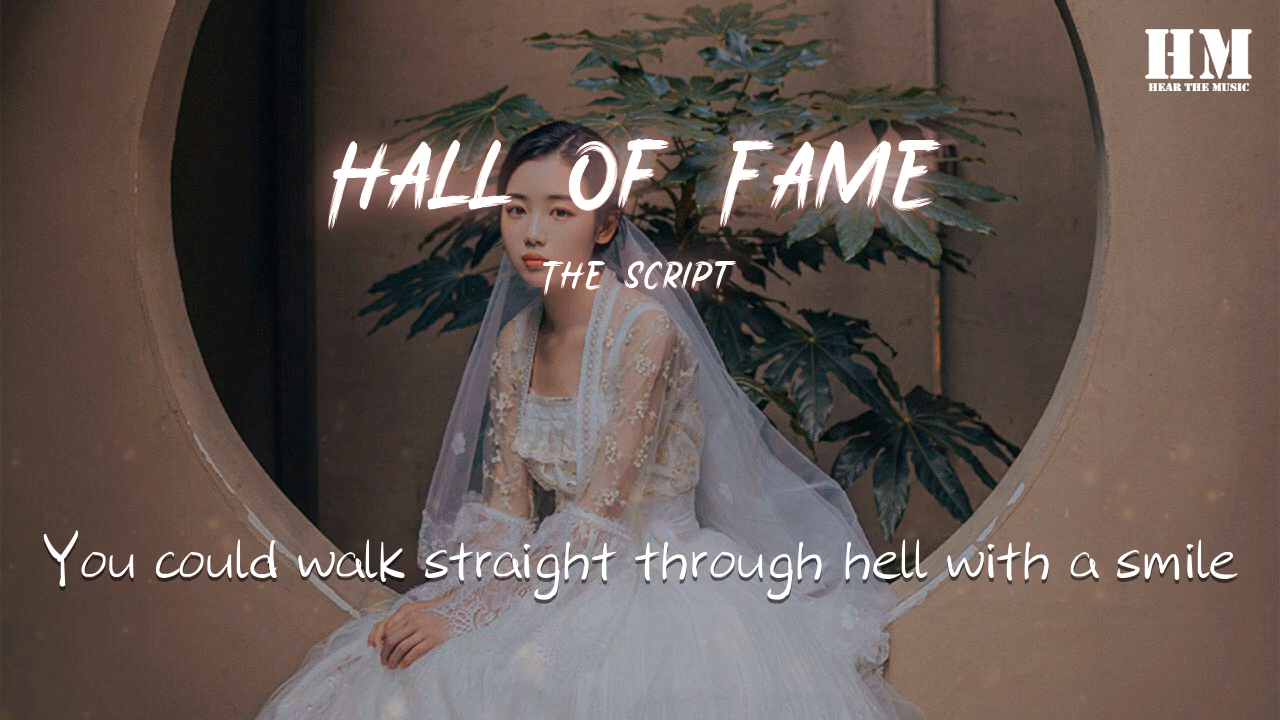 HM
HEAR THE MUSIC
HALL OF FAME
THE SCRIPT
You could walk straight through hell with a smile